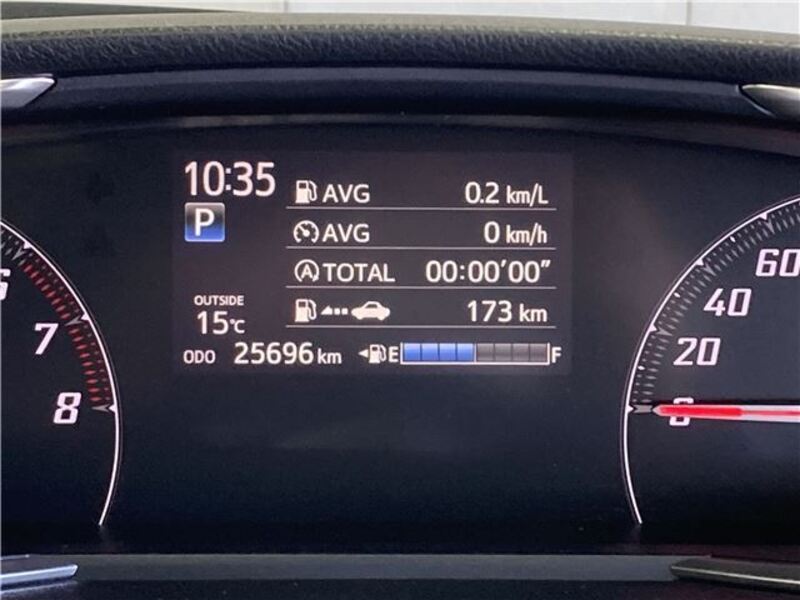 10:35
P
AVG 0.2 km/L
AVG 0 km/h
A TOTAL 00:00'00"
173 km
OUTSIDE
15℃
ODO 25696 km
E F
6
7
8
60
40
20
0